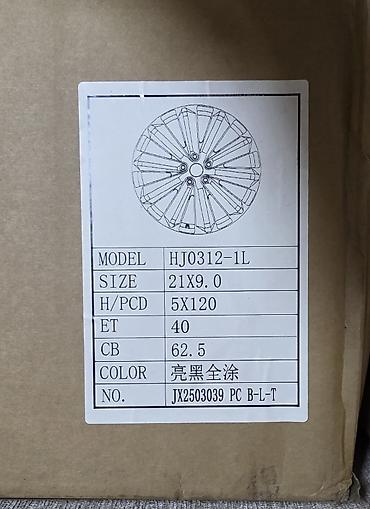 MODEL HJ0312-1L
SIZE 21X9.0
H/PCD 5X120
ET 40
CB 62.5
COLOR 亮黑全涂
NO. JX2503039 PC B-L-T